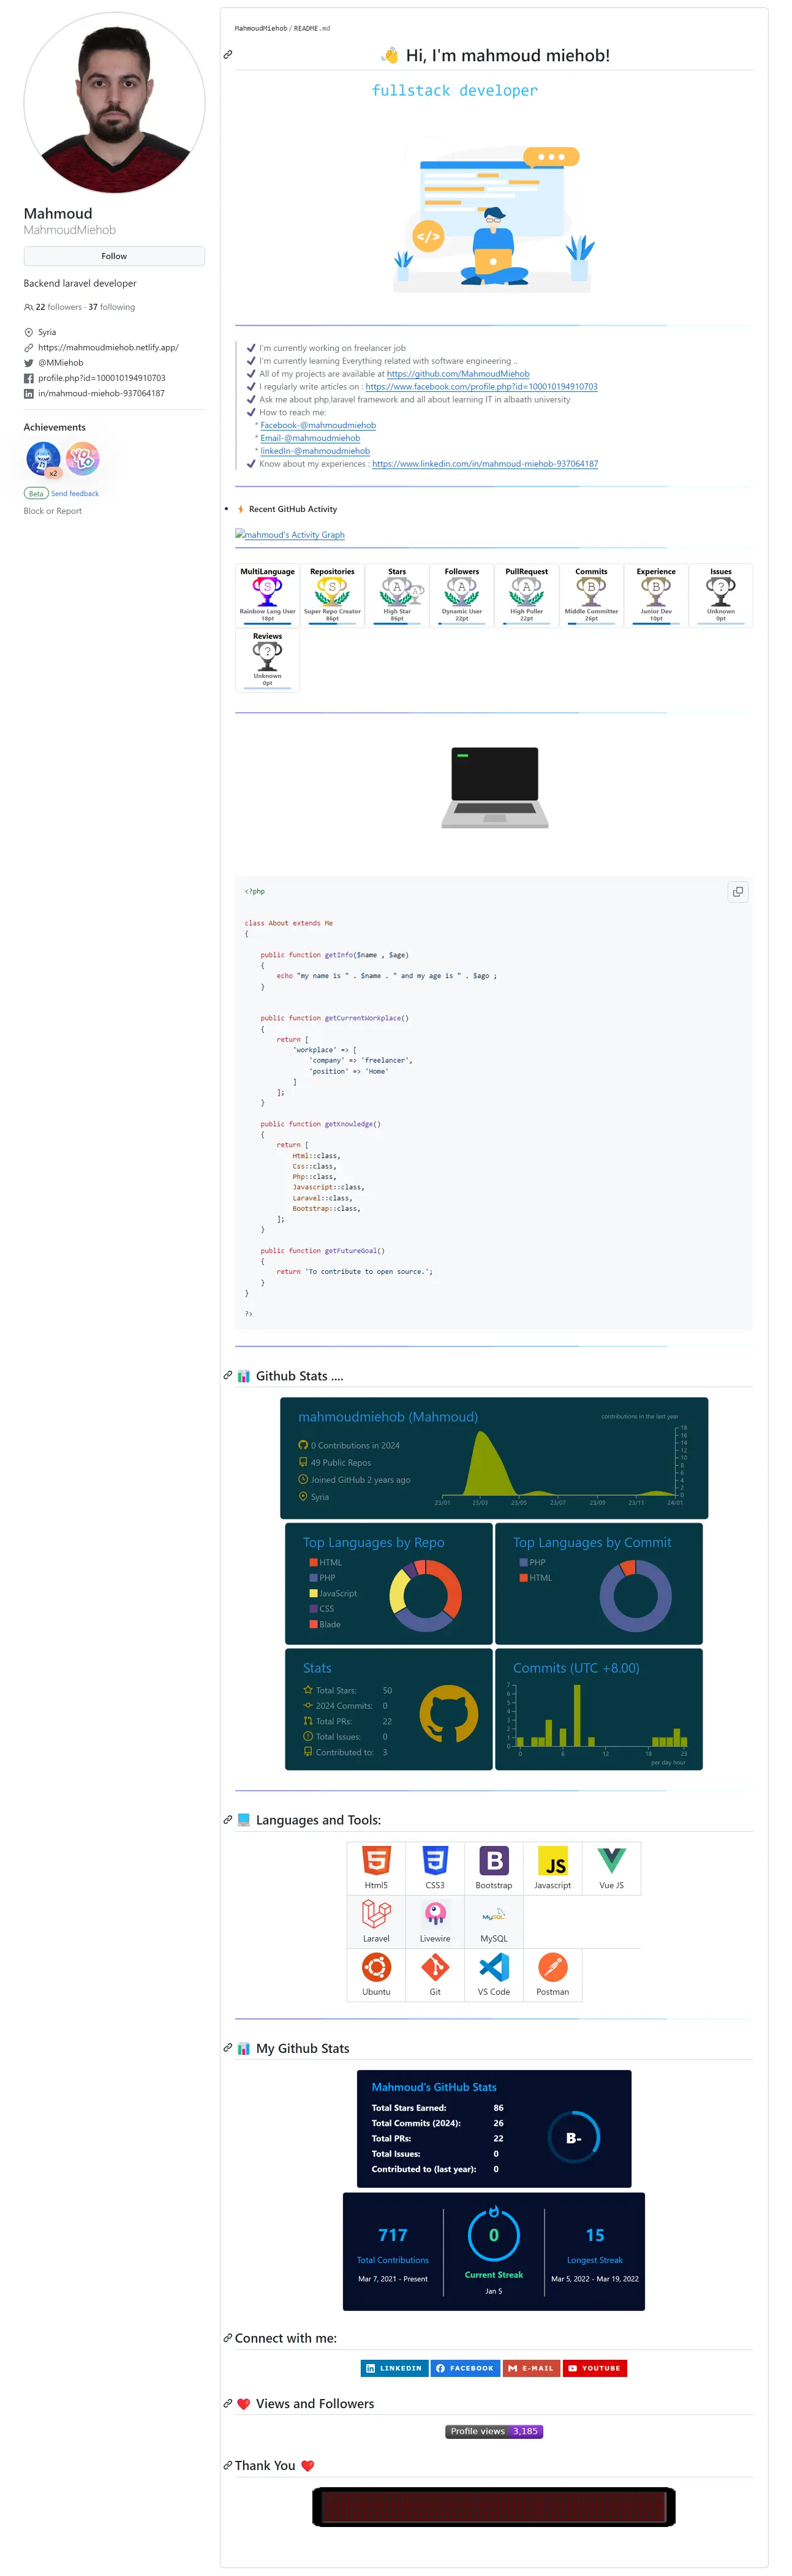 Mahmoud
MahmoudMiehob
Follow
Backend laravel developer
22 followers · 37 following
Syria
https://mahmoudmiehob.netlify.app/
@MMiehob
profile.php?id=100010194910703
in/mahmoud-miehob-937064187
Achievements
YOLO
x2
Beta Send feedback
Block or Report
MahmoudMiehob / README.md
Hi, I'm mahmoud miehob!
fullstack developer
</>
I'm currently working on freelancer job
I'm currently learning Everything related with software engineering ..
All of my projects are available at https://github.com/MahmoudMiehob
I regularly write articles on : https://www.facebook.com/profile.php?id=100010194910703
Ask me about php,laravel framework and all about learning IT in albaath university
How to reach me:
* Facebook-@mahmoudmiehob
* Email-@mahmoudmiehob
* linkedIn-@mahmoudmiehob
Know about my experiences : https://www.linkedin.com/in/mahmoud-miehob-937064187
Recent GitHub Activity
mahmoud's Activity Graph
MultiLanguage Repositories Stars Followers PullRequest Commits Experience Issues
S S A A A A B B ?
Rainbow Lang User Super Repo Creator High Star Dynamic User High Puller Middle Committer Junior Dev Unknown
18pt 86pt 86pt 22pt 22pt 26pt 10pt 0pt
Reviews
?
Unknown
0pt
<?php
class About extends Me
{
public function getInfo($name , $age)
{
echo "my name is " . $name . " and my age is " . $ago ;
}
public function getCurrentWorkplace()
{
return [
'workplace' => [
'company' => 'freelancer',
'position' => 'Home'
]
];
}
public function getKnowledge()
{
return [
Html::class,
Css::class,
Php::class,
Javascript::class,
Laravel::class,
Bootstrap::class,
];
}
public function getFutureGoal()
{
return 'To contribute to open source.';
}
}
?>
Github Stats ....
mahmoudmiehob (Mahmoud)
contributions in the last year
0 Contributions in 2024
49 Public Repos
Joined GitHub 2 years ago
Syria
18
16
14
12
10
8
6
4
2
0
23/01 23/03 23/05 23/07 23/09 23/11 24/01
Top Languages by Repo
HTML
PHP
JavaScript
CSS
Blade
Top Languages by Commit
PHP
HTML
Stats
Total Stars: 50
2024 Commits: 0
Total PRs: 22
Total Issues: 0
Contributed to: 3
Commits (UTC +8.00)
7
6
5
4
3
2
1
0
0 6 12 18 23
per day hour
Languages and Tools:
5 3 B JS
Html5 CSS3 Bootstrap Javascript Vue JS
MySQL
Laravel Livewire MySQL
Ubuntu Git VS Code Postman
My Github Stats
Mahmoud's GitHub Stats
Total Stars Earned: 86
Total Commits (2024): 26
Total PRs: 22
Total Issues: 0
Contributed to (last year): 0
B-
717 0 15
Total Contributions Current Streak Longest Streak
Mar 7, 2021 - Present Jan 5 Mar 5, 2022 - Mar 19, 2022
Connect with me:
LINKEDIN FACEBOOK E-MAIL YOUTUBE
Views and Followers
Profile views 3,185
Thank You